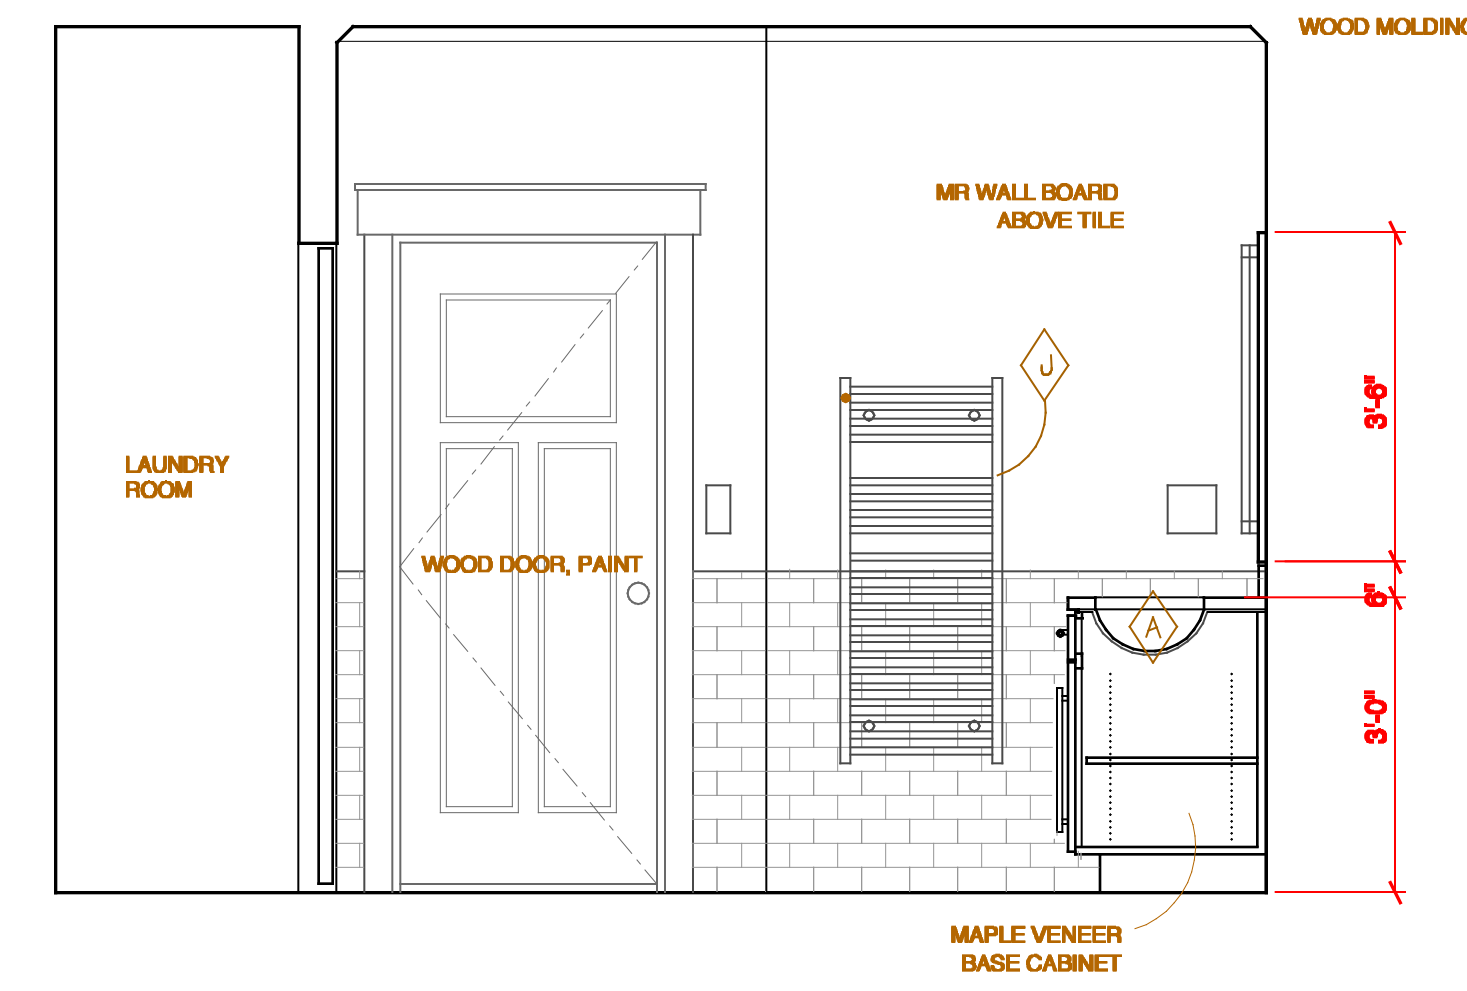 WOOD MOLDING
MR WALL BOARD
ABOVE TILE
J
3'-6"
LAUNDRY
ROOM
WOOD DOOR, PAINT
6"
A
3'-0"
MAPLE VENEER
BASE CABINET